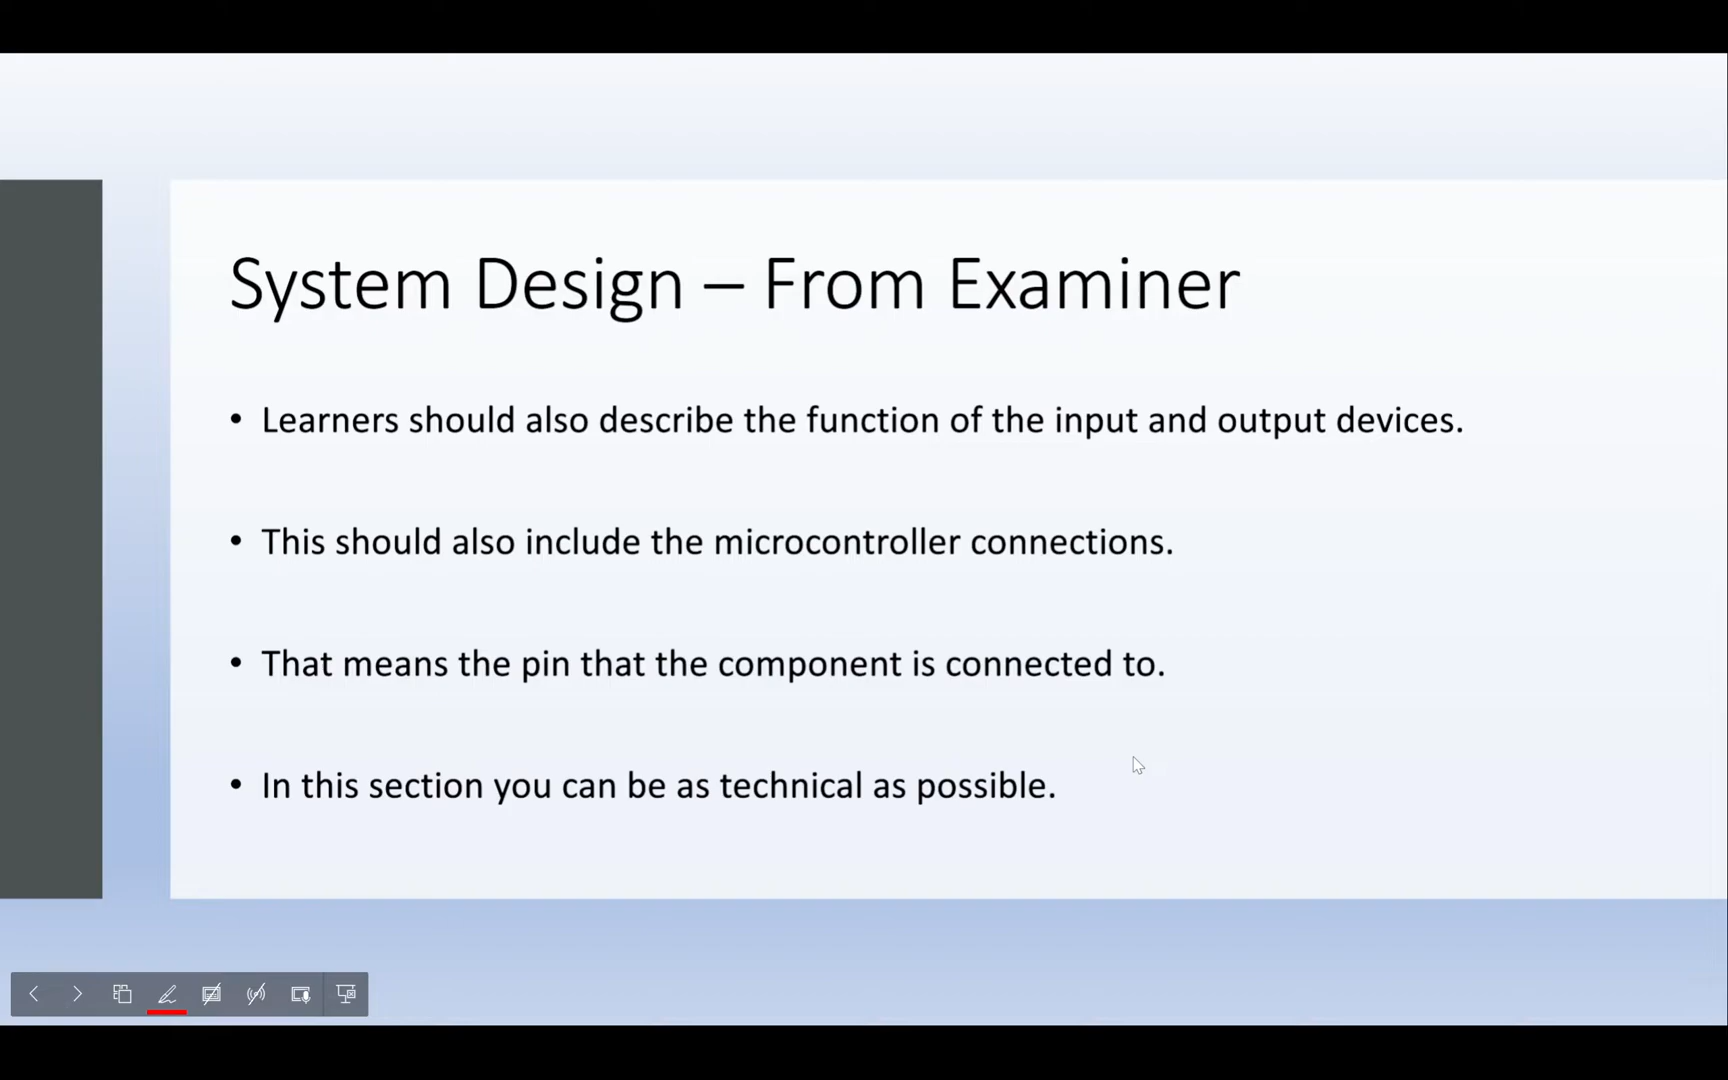 System Design – From Examiner
• Learners should also describe the function of the input and output devices.
• This should also include the microcontroller connections.
• That means the pin that the component is connected to.
• In this section you can be as technical as possible.